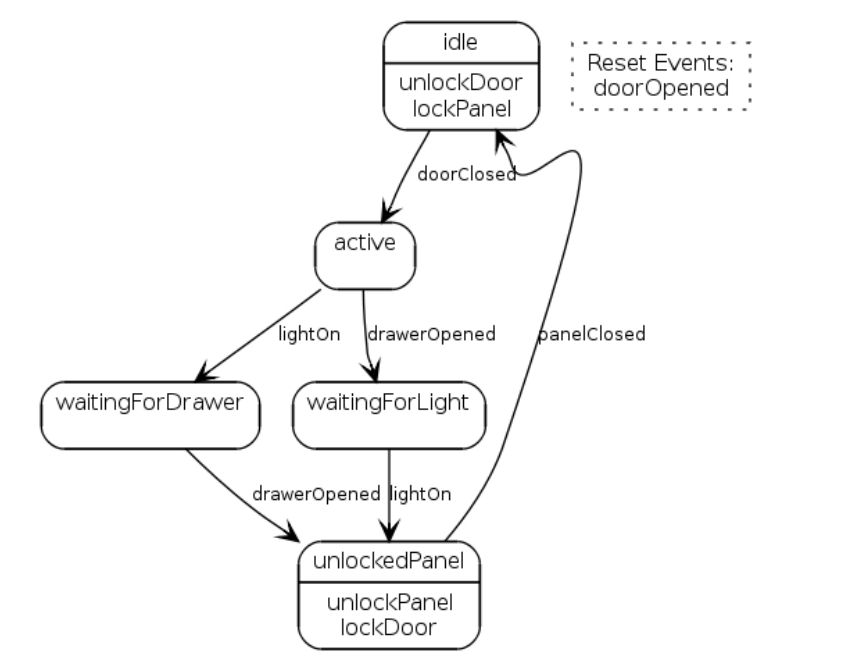 idle
unlockDoor
lockPanel
Reset Events:
doorOpened
doorClosed
active
lightOn
drawerOpened
panelClosed
waitingForDrawer
waitingForLight
drawerOpened
lightOn
unlockedPanel
unlockPanel
lockDoor